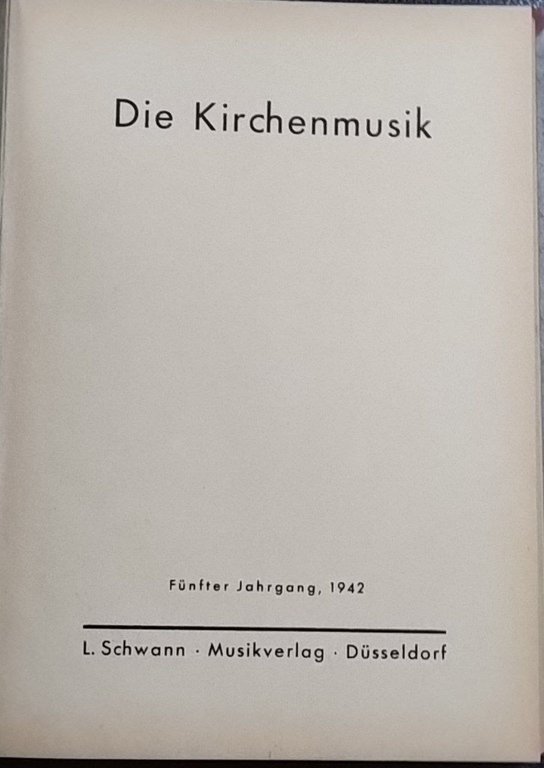 Die Kirchenmusik
Fünfter Jahrgang, 1942
L. Schwann · Musikverlag · Düsseldorf